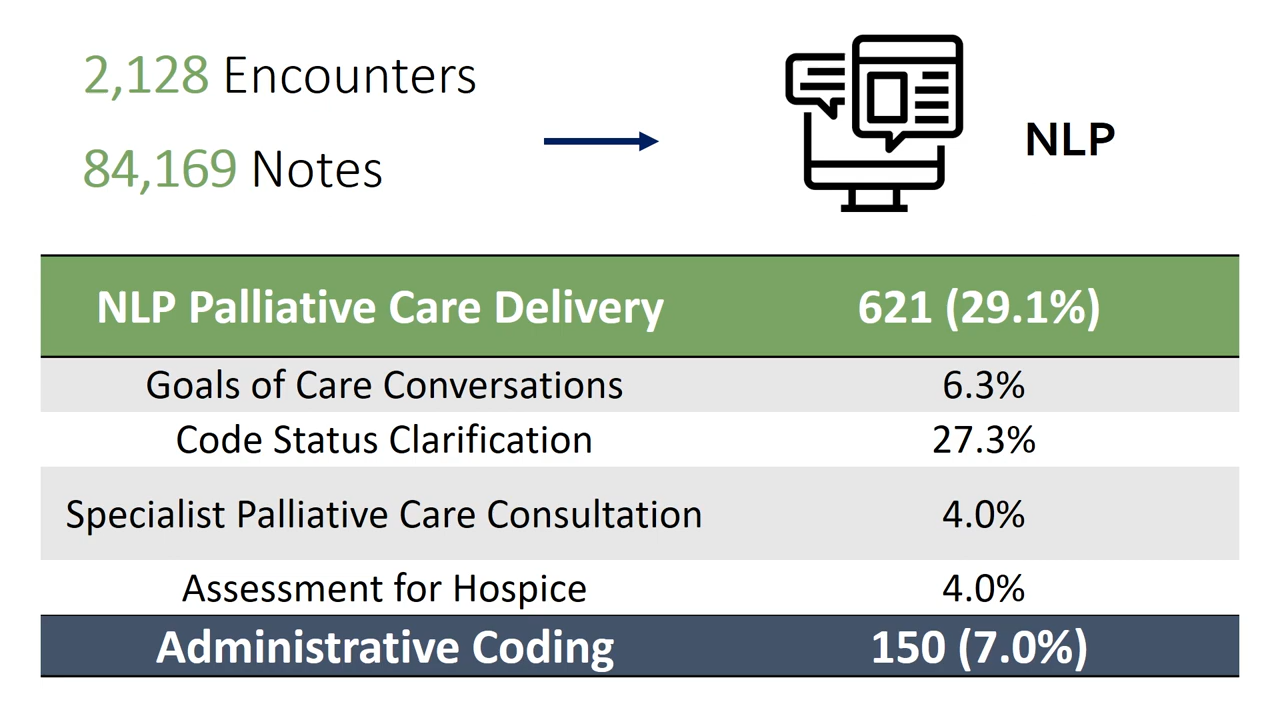 2,128 Encounters
84,169 Notes
NLP
NLP Palliative Care Delivery 621 (29.1%)
Goals of Care Conversations 6.3%
Code Status Clarification 27.3%
Specialist Palliative Care Consultation 4.0%
Assessment for Hospice 4.0%
Administrative Coding 150 (7.0%)